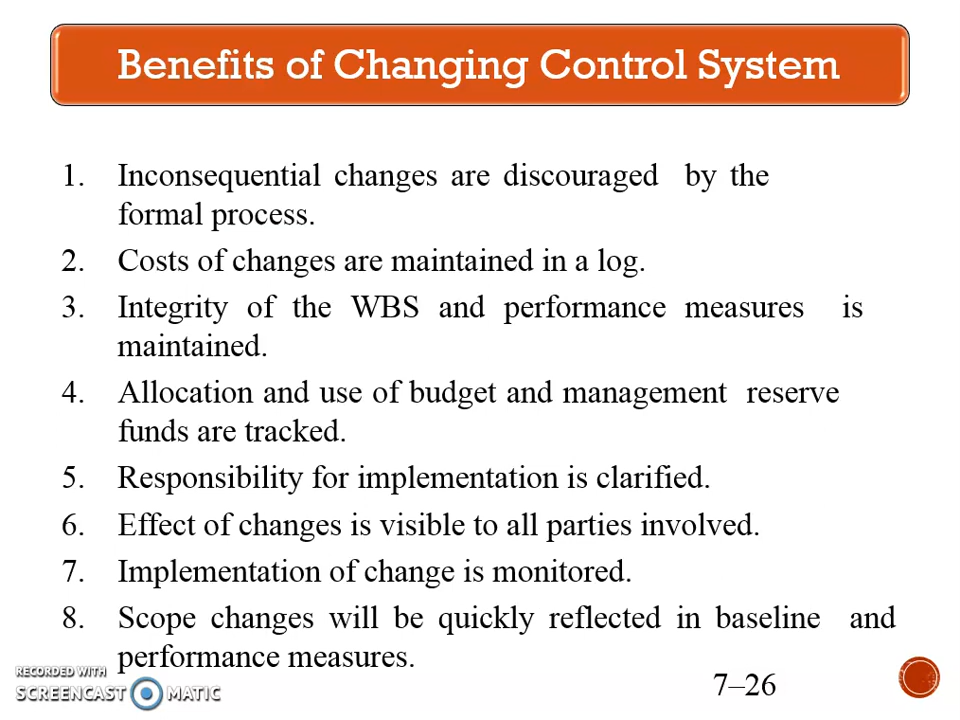 Benefits of Changing Control System
1. Inconsequential changes are discouraged by the
formal process.
2. Costs of changes are maintained in a log.
3. Integrity of the WBS and performance measures is
maintained.
4. Allocation and use of budget and management reserve
funds are tracked.
5. Responsibility for implementation is clarified.
6. Effect of changes is visible to all parties involved.
7. Implementation of change is monitored.
8. Scope changes will be quickly reflected in baseline and
performance measures.
RECORDED WITH
SCREENCAST MATIC
7–26